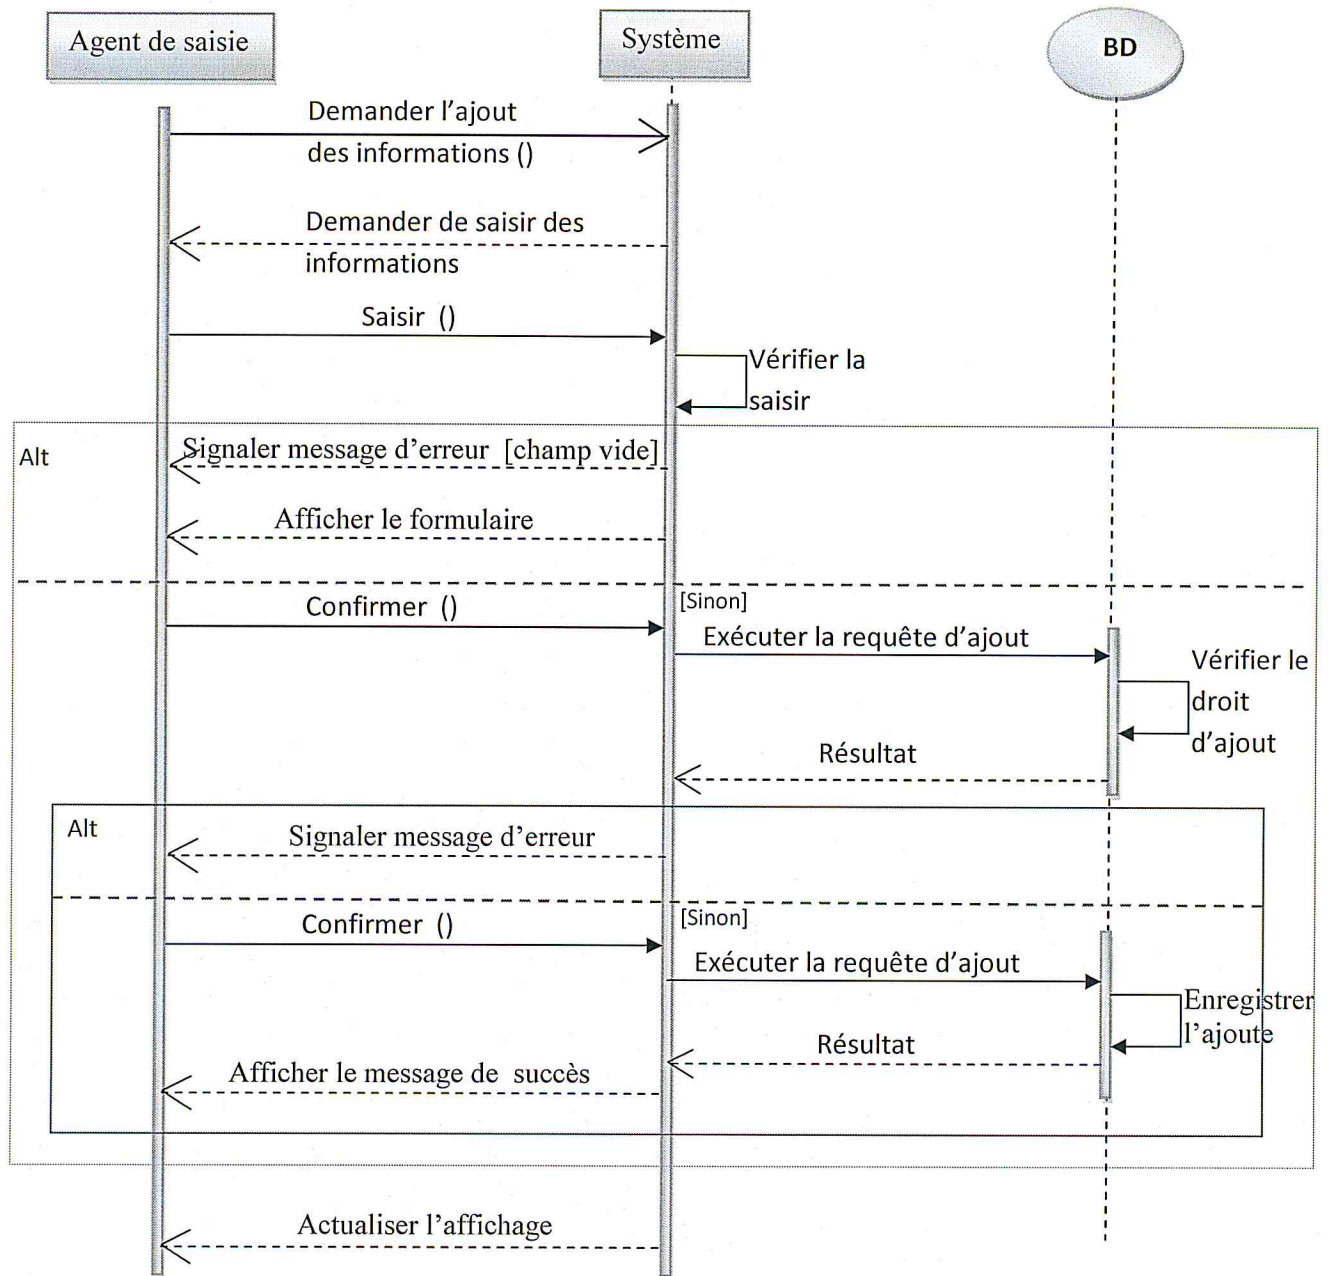 Agent de saisie
Système
BD
Demander l'ajout
des informations ()
Demander de saisir des
informations
Saisir ()
Vérifier la
saisir
Alt
Signaler message d'erreur [champ vide]
Afficher le formulaire
Confirmer ()
[Sinon]
Exécuter la requête d'ajout
Vérifier le
droit
d'ajout
Résultat
Alt
Signaler message d'erreur
Confirmer ()
[Sinon]
Exécuter la requête d'ajout
Enregistrer
l'ajoute
Résultat
Afficher le message de succès
Actualiser l'affichage